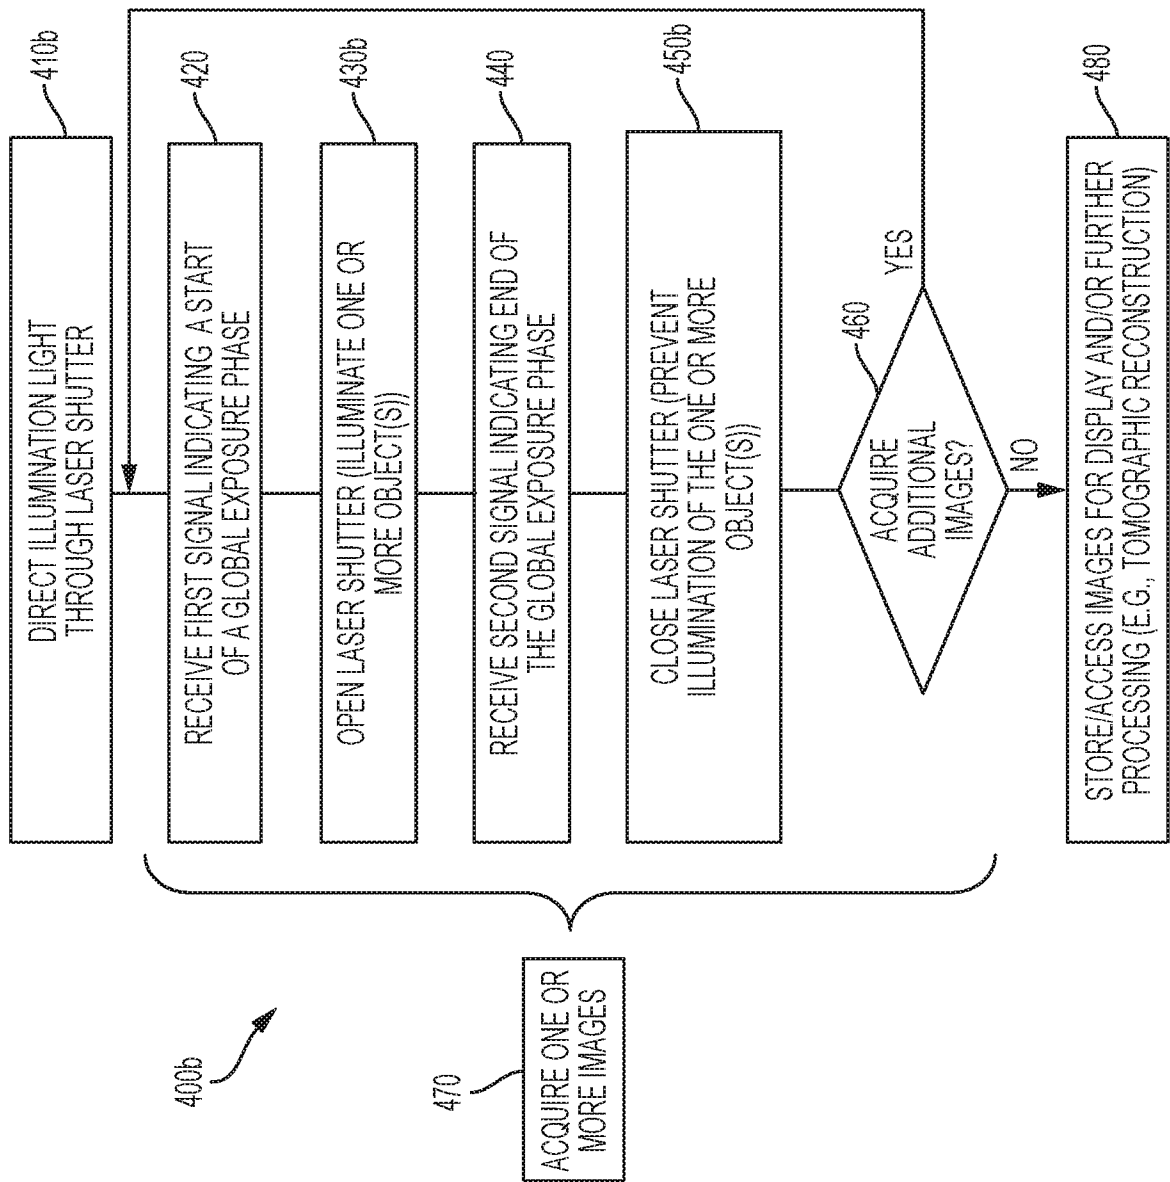 410b
DIRECT ILLUMINATION LIGHT
THROUGH LASER SHUTTER
420
RECEIVE FIRST SIGNAL INDICATING A START
OF A GLOBAL EXPOSURE PHASE
430b
OPEN LASER SHUTTER (ILLUMINATE ONE OR
MORE OBJECT(S))
440
RECEIVE SECOND SIGNAL INDICATING END OF
THE GLOBAL EXPOSURE PHASE
450b
CLOSE LASER SHUTTER (PREVENT
ILLUMINATION OF THE ONE OR MORE
OBJECT(S))
460
ACQUIRE
ADDITIONAL
IMAGES?
YES
NO
480
STORE/ACCESS IMAGES FOR DISPLAY AND/OR FURTHER
PROCESSING (E.G., TOMOGRAPHIC RECONSTRUCTION)
400b
470
ACQUIRE ONE OR
MORE IMAGES